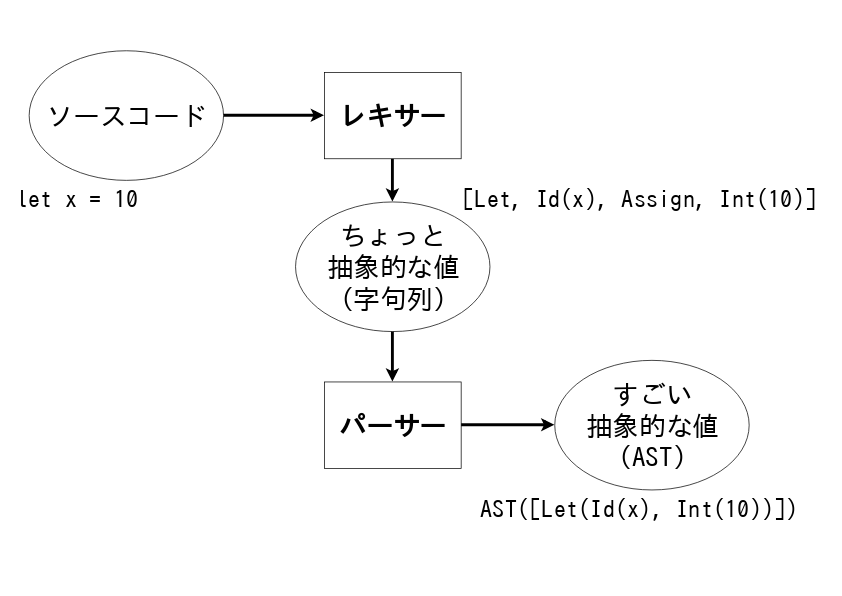 ソースコード
レキサー
let x = 10
[Let, Id(x), Assign, Int(10)]
ちょっと
抽象的な値
（字句列）
パーサー
すごい
抽象的な値
（AST）
AST([Let(Id(x), Int(10))])